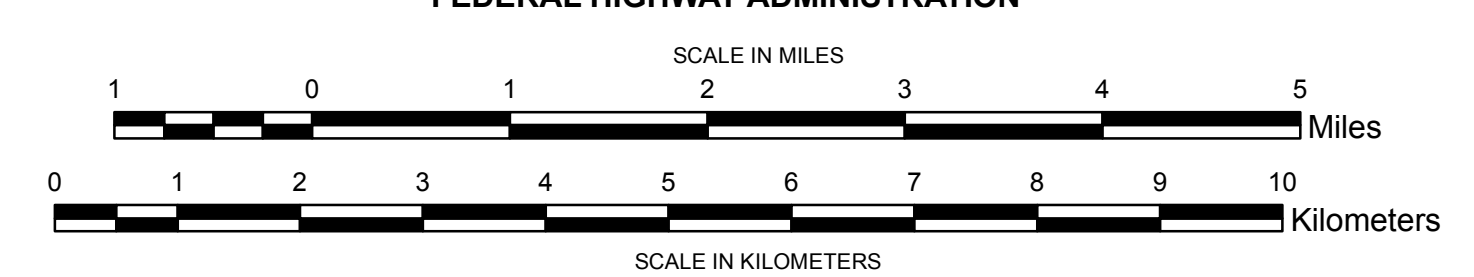 FEDERAL HIGHWAY ADMINISTRATION
SCALE IN MILES
1 0 1 2 3 4 5
Miles
0 1 2 3 4 5 6 7 8 9 10
Kilometers
SCALE IN KILOMETERS